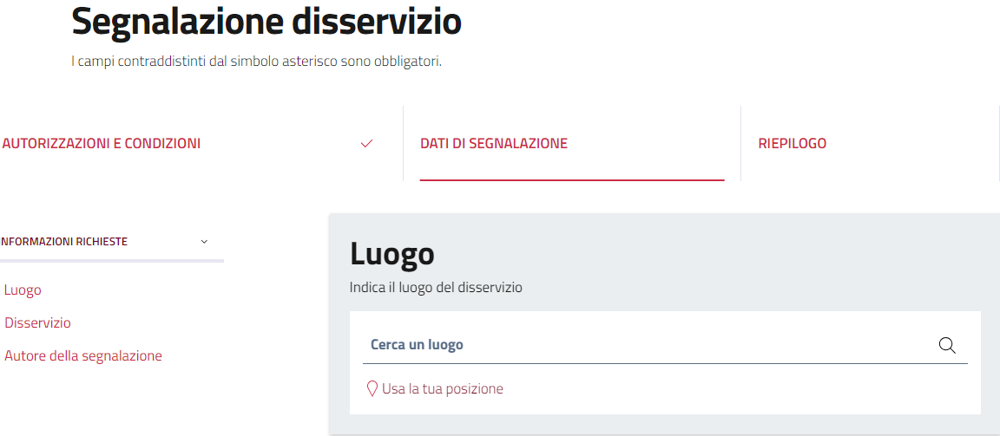 Segnalazione disservizio
I campi contraddistinti dal simbolo asterisco sono obbligatori.
AUTORIZZAZIONI E CONDIZIONI
DATI DI SEGNALAZIONE
RIEPILOGO
INFORMAZIONI RICHIESTE
Luogo
Disservizio
Autore della segnalazione
Luogo
Indica il luogo del disservizio
Cerca un luogo
Usa la tua posizione